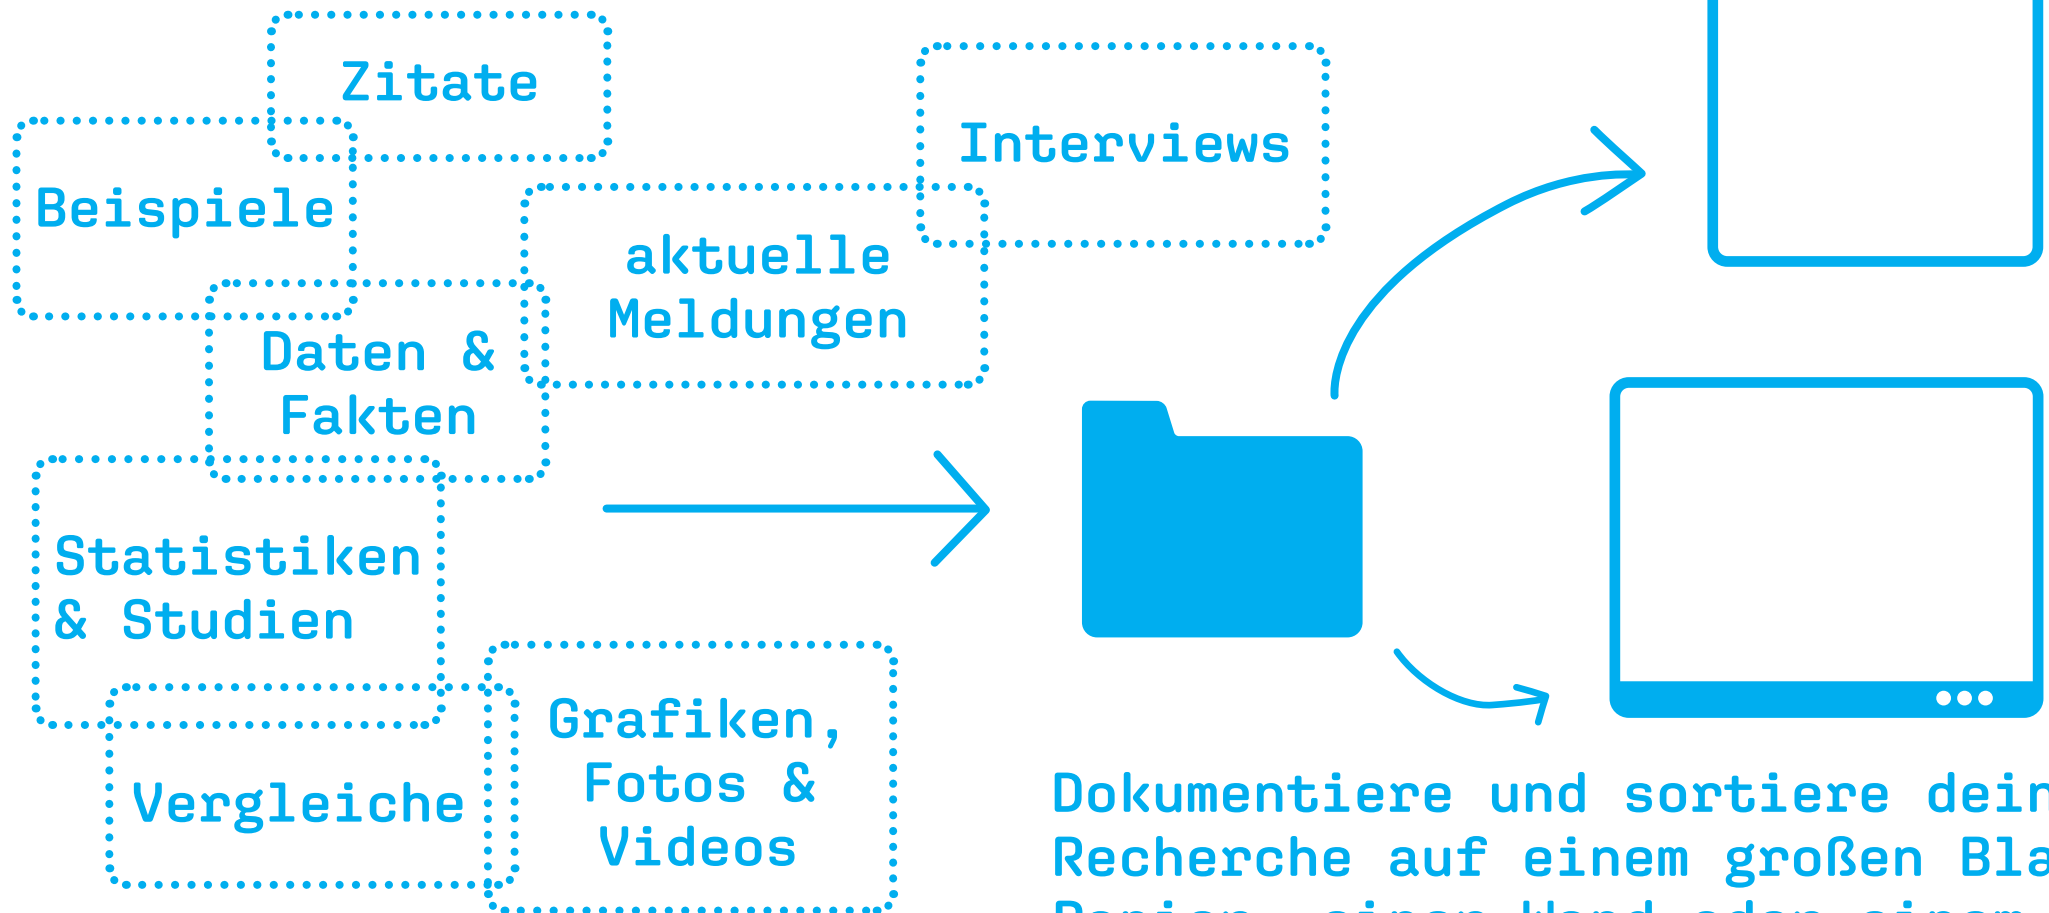 Zitate
Interviews
Beispiele
aktuelle
Meldungen
Daten &
Fakten
Statistiken
& Studien
Grafiken,
Fotos &
Videos
Vergleiche
Dokumentiere und sortiere dein
Recherche auf einem großen Bla